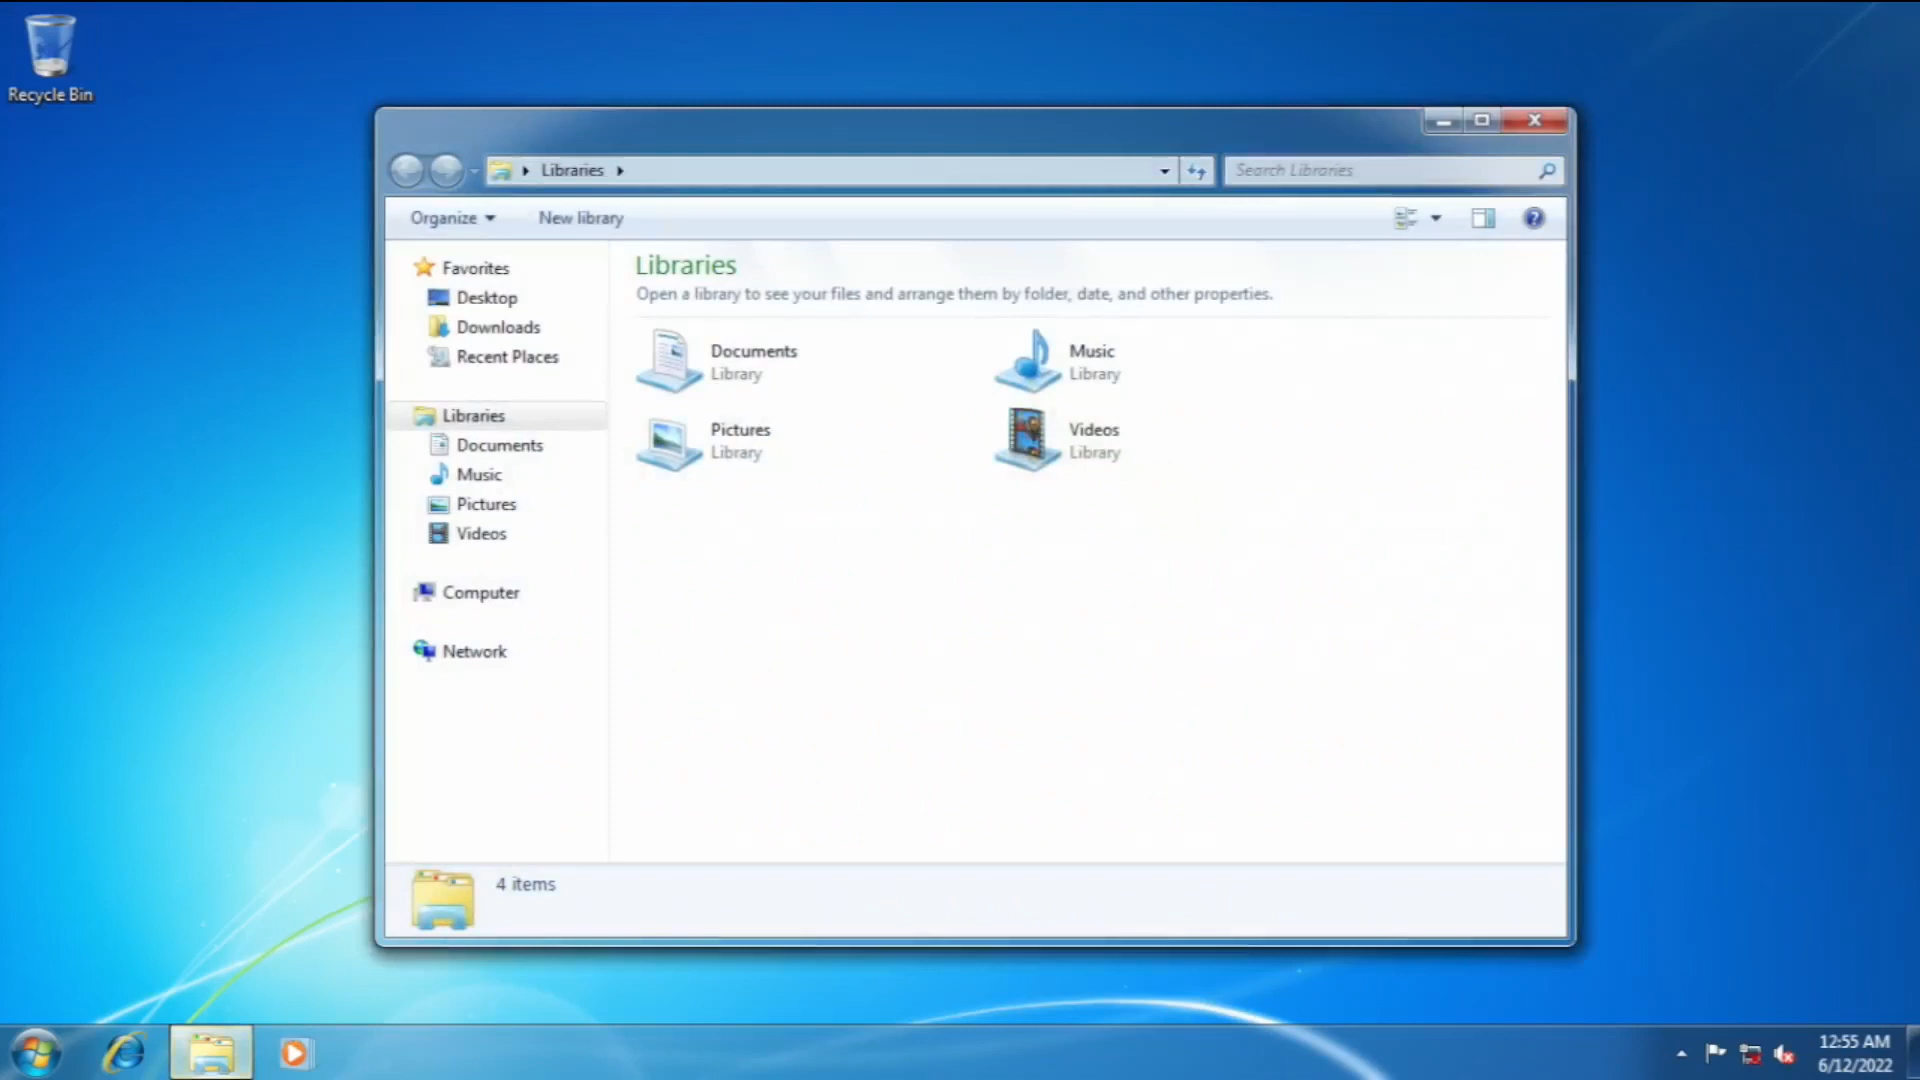 Recycle Bin
Libraries
Search Libraries
Organize
New library
Favorites
Desktop
Downloads
Recent Places
Libraries
Documents
Music
Pictures
Videos
Computer
Network
Libraries
Open a library to see your files and arrange them by folder, date, and other properties.
Documents
Library
Music
Library
Pictures
Library
Videos
Library
4 items
12:55 AM
6/12/2022